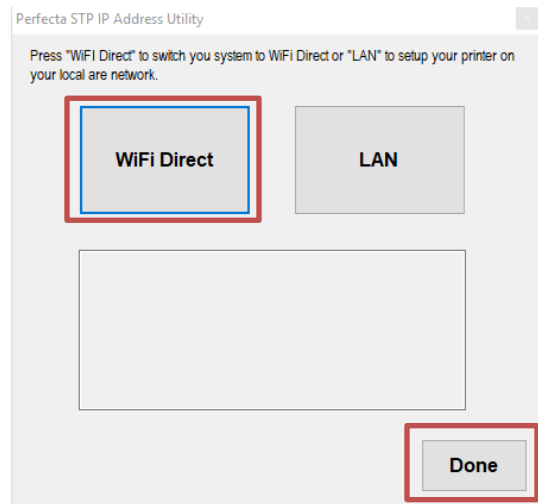 Perfecta STP IP Address Utility
x
Press "WiFI Direct" to switch you system to WiFi Direct or "LAN" to setup your printer on
your local are network.
WiFi Direct
LAN
Done